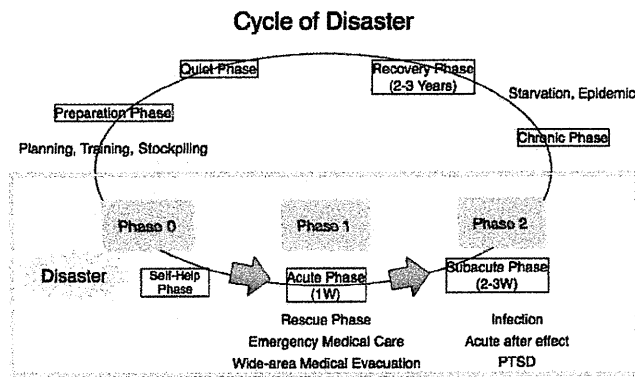 Cycle of Disaster
Quiet Phase
Recovery Phase
(2-3 Years)
Starvation, Epidemic
Preparation Phase
Chronic Phase
Planning, Training, Stockpiling
Phase 0
Phase 1
Phase 2
Disaster
Self-Help
Phase
Acute Phase
(1W)
Subacute Phase
(2-3W)
Rescue Phase
Emergency Medical Care
Wide-area Medical Evacuation
Infection
Acute after effect
PTSD